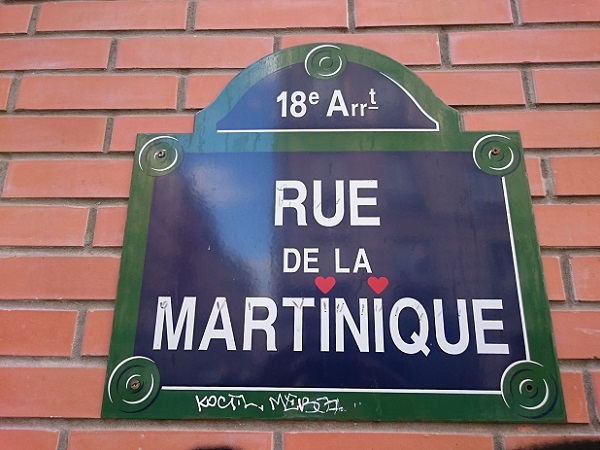 18e Arrt
RUE
DE LA
MARTINIQUE